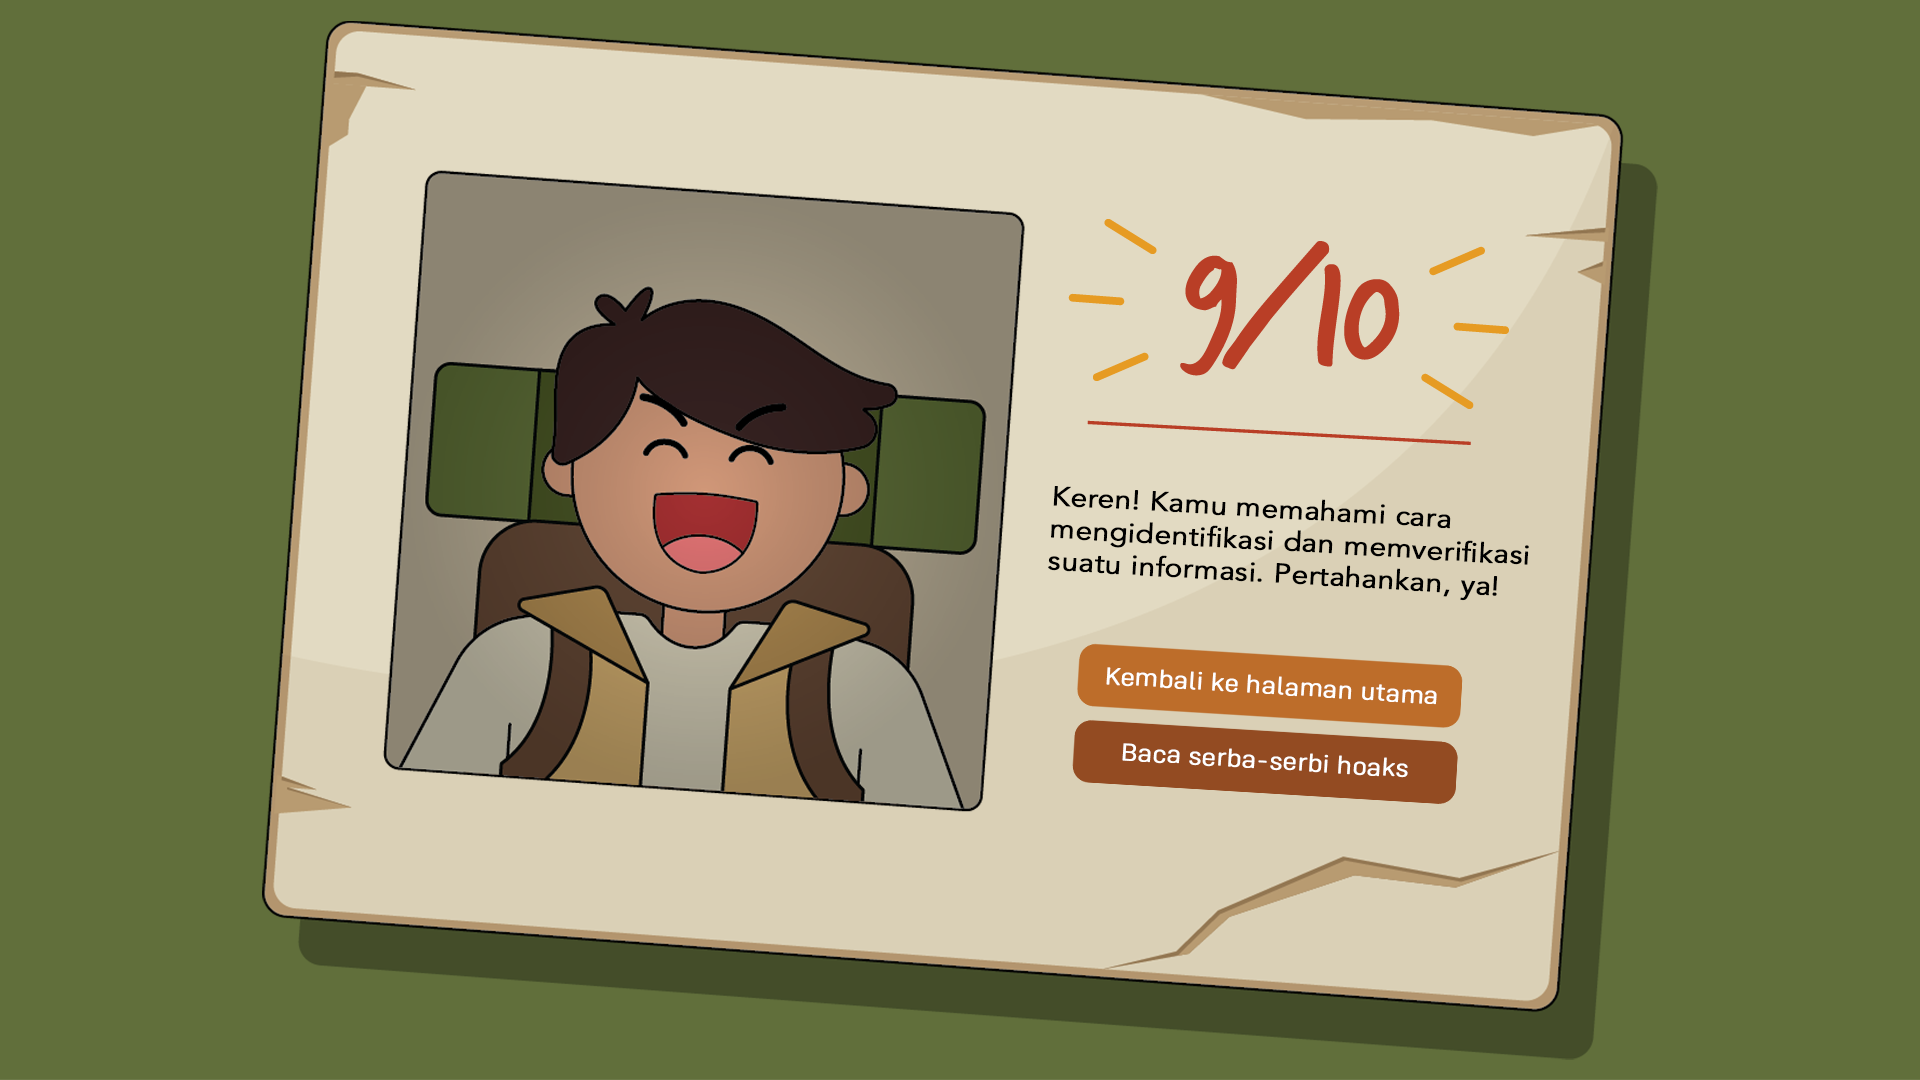 9/10
Keren! Kamu memahami cara
mengidentifikasi dan memverifikasi
suatu informasi. Pertahankan, ya!
Kembali ke halaman utama
Baca serba-serbi hoaks